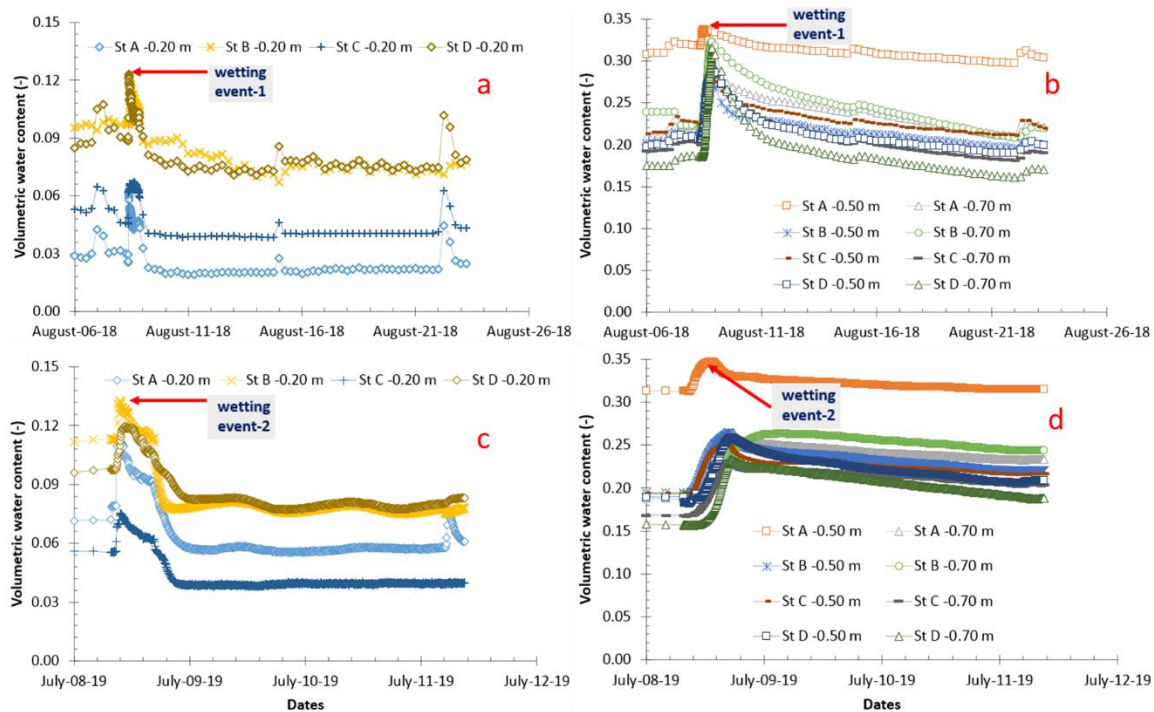 Volumetric water content (-)
0.15
0.12
0.09
0.06
0.03
0.00
St A -0.20 m St B -0.20 m St C -0.20 m St D -0.20 m
wetting
event-1
a
August-06-18 August-11-18 August-16-18 August-21-18 August-26-18
Volumetric water content (-)
0.35
0.30
0.25
0.20
0.15
0.10
0.05
0.00
wetting
event-1
b
St A -0.50 m St A -0.70 m
St B -0.50 m St B -0.70 m
St C -0.50 m St C -0.70 m
St D -0.50 m St D -0.70 m
August-06-18 August-11-18 August-16-18 August-21-18 August-26-18
Volumetric water content (-)
0.15
0.12
0.09
0.06
0.03
0.00
St A -0.20 m St B -0.20 m St C -0.20 m St D -0.20 m
wetting
event-2
c
July-08-19 July-09-19 July-10-19 July-11-19 July-12-19
Dates
Volumetric water content (-)
0.35
0.30
0.25
0.20
0.15
0.10
0.05
0.00
wetting
event-2
d
St A -0.50 m St A -0.70 m
St B -0.50 m St B -0.70 m
St C -0.50 m St C -0.70 m
St D -0.50 m St D -0.70 m
July-08-19 July-09-19 July-10-19 July-11-19 July-12-19
Dates